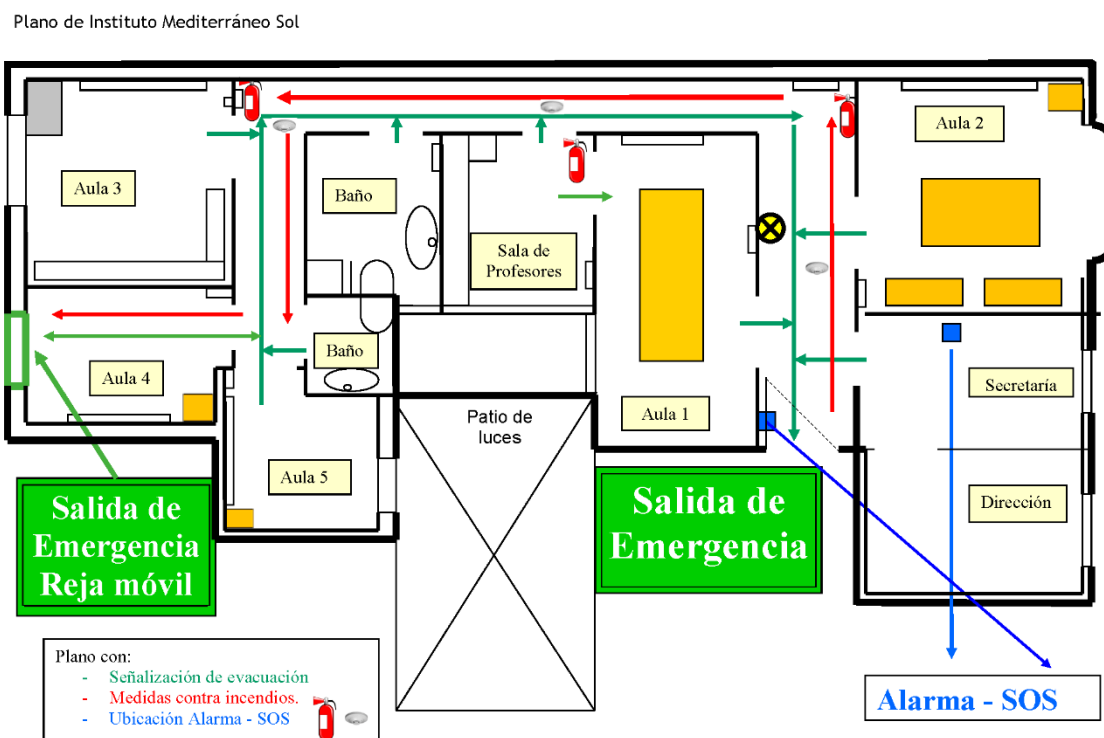 Plano de Instituto Mediterráneo Sol
Aula 2
Aula 3
Baño
Sala de
Profesores
Baño
Aula 4
Secretaría
Aula 1
Patio de
luces
Aula 5
Dirección
Salida de
Emergencia
Reja móvil
Salida de
Emergencia
Plano con:
- Señalización de evacuación
- Medidas contra incendios.
- Ubicación Alarma - SOS
Alarma - SOS